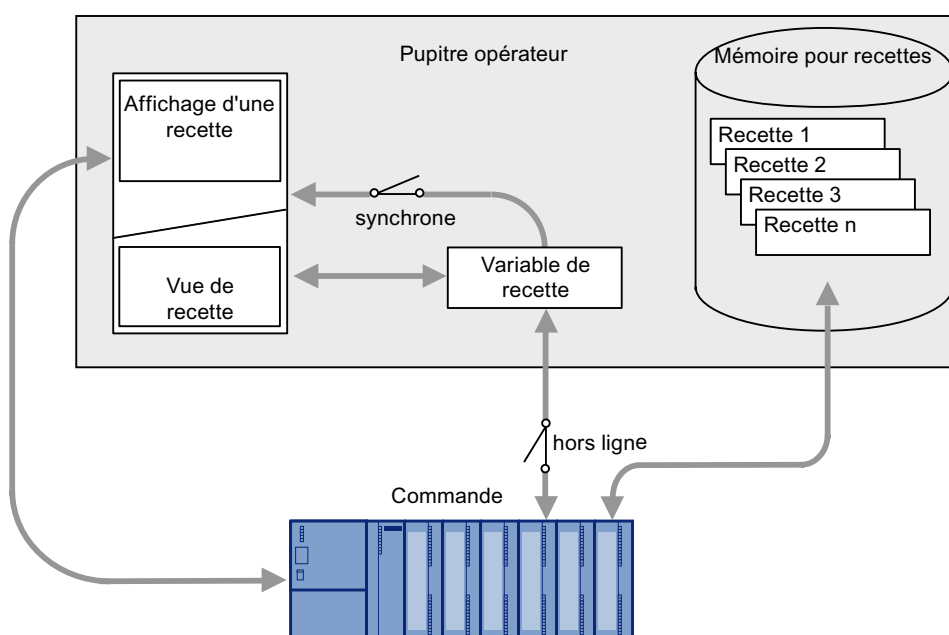 Pupitre opérateur
Mémoire pour recettes
Affichage d'une
recette
Recette 1
Recette 2
Recette 3
Recette n
synchrone
Variable de
recette
Vue de
recette
hors ligne
Commande